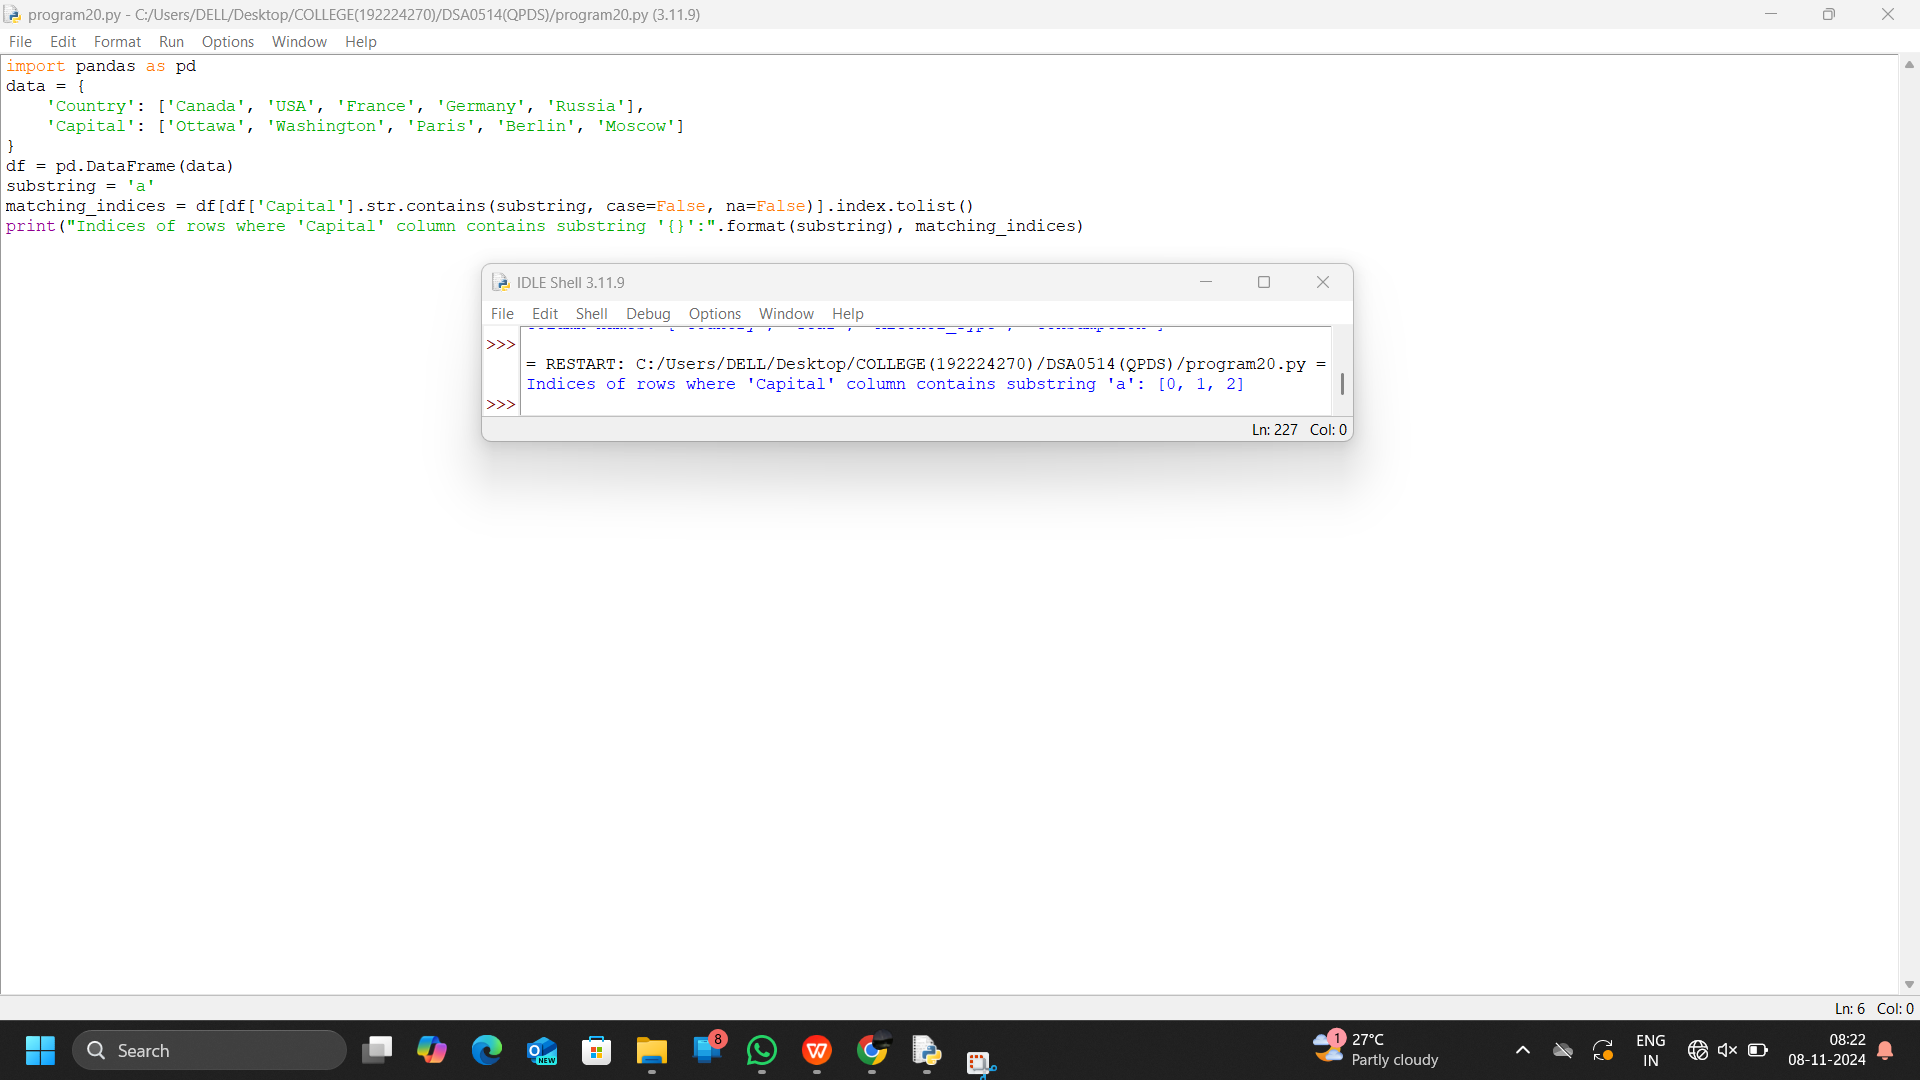 program20.py - C:/Users/DELL/Desktop/COLLEGE(192224270)/DSA0514(QPDS)/program20.py (3.11.9)
File Edit Format Run Options Window Help
import pandas as pd
data = {
    'Country': ['Canada', 'USA', 'France', 'Germany', 'Russia'],
    'Capital': ['Ottawa', 'Washington', 'Paris', 'Berlin', 'Moscow']
}
df = pd.DataFrame(data)
substring = 'a'
matching_indices = df[df['Capital'].str.contains(substring, case=False, na=False)].index.tolist()
print("Indices of rows where 'Capital' column contains substring '{}':".format(substring), matching_indices)
IDLE Shell 3.11.9
File Edit Shell Debug Options Window Help
>>>
= RESTART: C:/Users/DELL/Desktop/COLLEGE(192224270)/DSA0514(QPDS)/program20.py =
Indices of rows where 'Capital' column contains substring 'a': [0, 1, 2]
>>>
Ln: 227 Col: 0
Ln: 6 Col: 0
Search
NEW
8
1
27°C
Partly cloudy
ENG
IN
08:22
08-11-2024